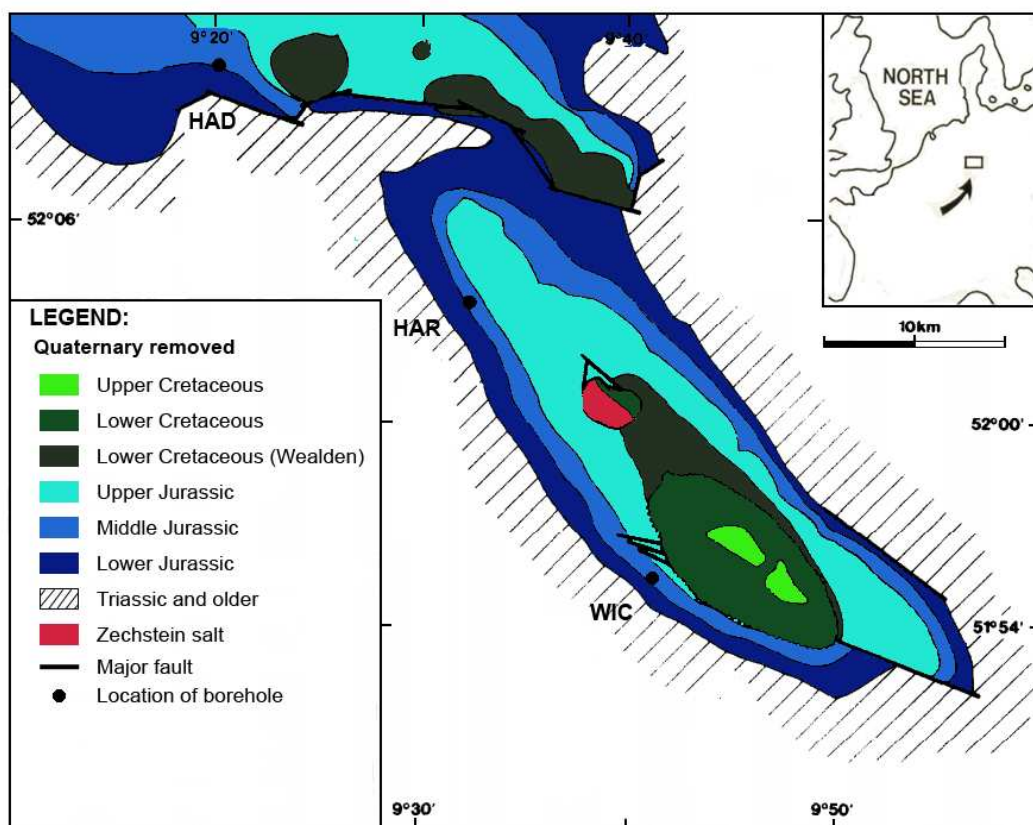 9°20'
9°40'
NORTH
SEA
HAD
52°06'
HAR
10km
LEGEND:
Quaternary removed
Upper Cretaceous
Lower Cretaceous
Lower Cretaceous (Wealden)
Upper Jurassic
Middle Jurassic
Lower Jurassic
Triassic and older
Zechstein salt
Major fault
Location of borehole
52°00'
WIC
51°54'
9°30'
9°50'